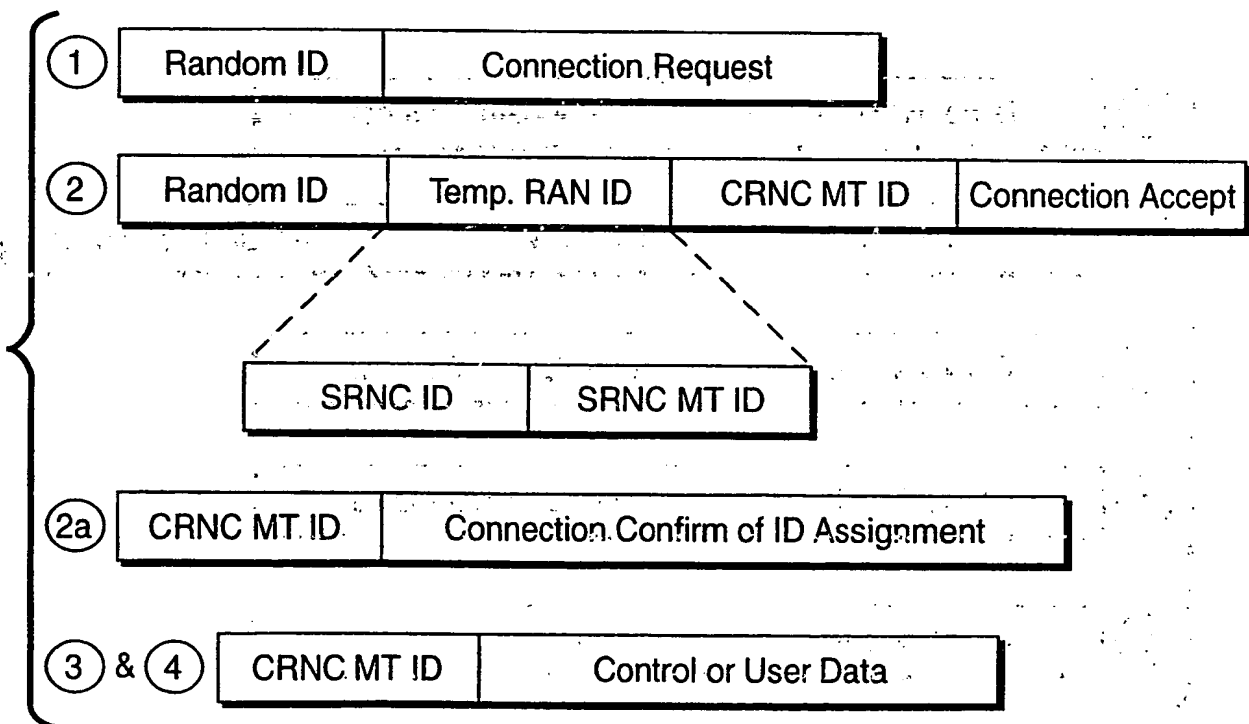 1 Random ID Connection Request
2 Random ID Temp. RAN ID CRNC MT ID Connection Accept
SRNC ID SRNC MT ID
2a CRNC MT ID Connection Confirm of ID Assignment
3 & 4 CRNC MT ID Control or User Data